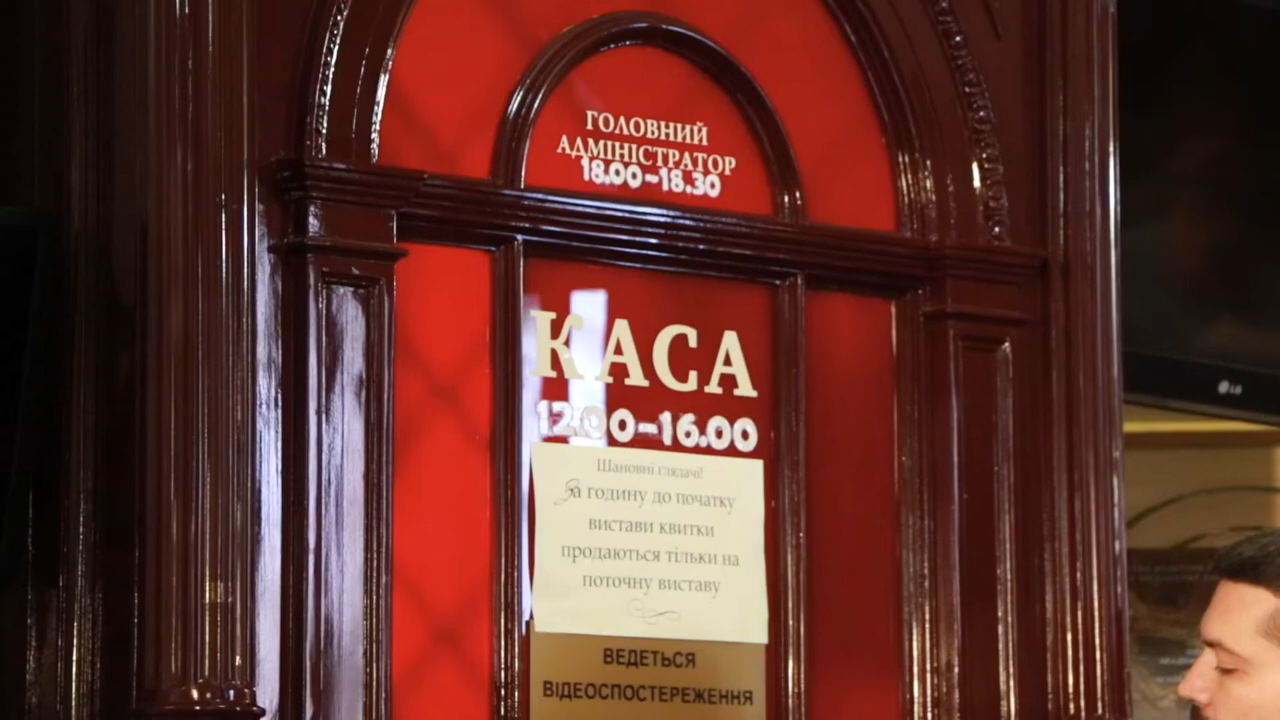 ГОЛОВНИЙ
АДМІНІСТРАТОР
18.00-18.30
КАСА
12.00-16.00
Шановні глядачі!
За годину до початку
вистави квитки
продаються тільки на
поточну виставу
ВЕДЕТЬСЯ
ВІДЕОСПОСТЕРЕЖЕННЯ
LG